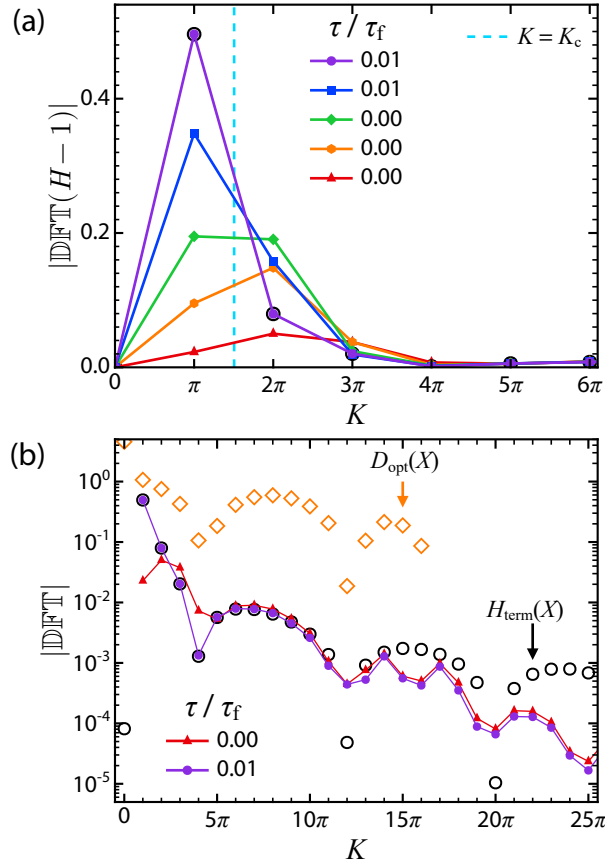 (a)
τ / τf
0.01
0.01
0.00
0.00
0.00
K = Kc
|𝔻𝔽𝕋(H − 1)|
0.4
0.2
0.0
0 π 2π 3π 4π 5π 6π
K
(b)
Dopt(X)
Hterm(X)
|𝔻𝔽𝕋|
10^0
10^-1
10^-2
10^-3
10^-4
10^-5
τ / τf
0.00
0.01
0 5π 10π 15π 20π 25π
K